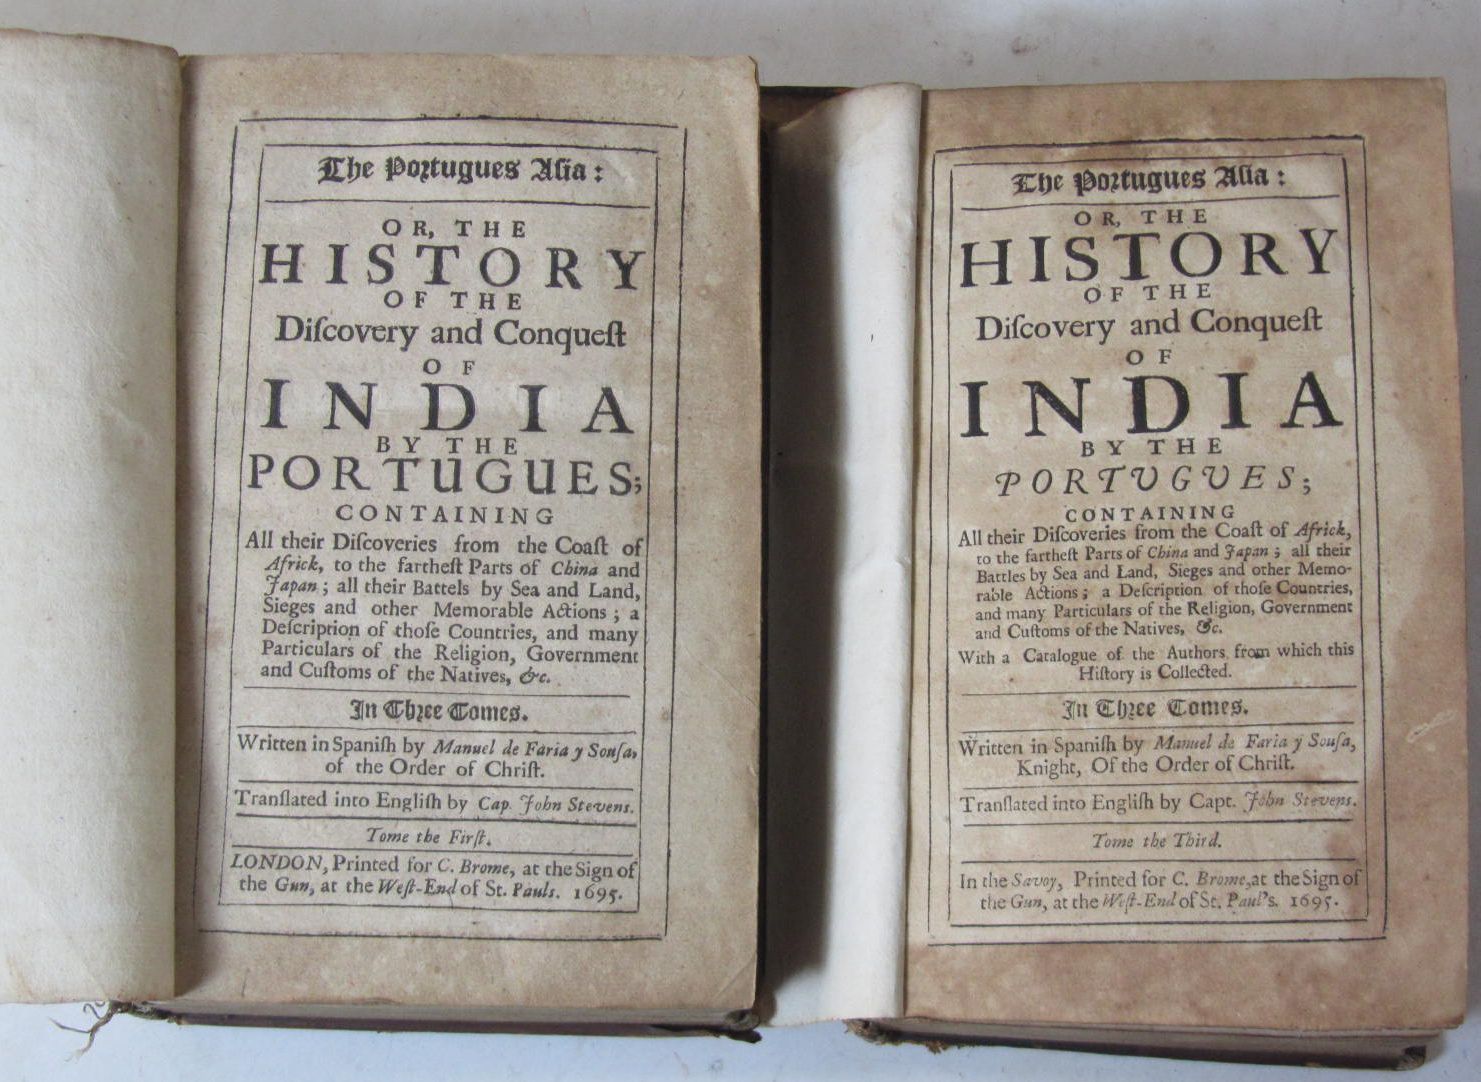 The Portugues Asia:
OR, THE
HISTORY
OF THE
Diſcovery and Conqueſt
OF
INDIA
BY THE
PORTUGUES;
CONTAINING
All their Diſcoveries from the Coaſt of
Africk, to the fartheſt Parts of China and
Japan; all their Battels by Sea and Land,
Sieges and other Memorable Actions; a
Deſcription of thoſe Countries, and many
Particulars of the Religion, Government
and Cuſtoms of the Natives, &c.
In Three Tomes.
Written in Spaniſh by Manuel de Faria y Souſa,
of the Order of Chriſt.
Tranſlated into Engliſh by Cap. John Stevens.
Tome the Firſt.
LONDON, Printed for C. Brome, at the Sign of
the Gun, at the Weſt-End of St. Pauls. 1695.
The Portugues Asia:
OR, THE
HISTORY
OF THE
Diſcovery and Conqueſt
OF
INDIA
BY THE
PORTVGVES;
CONTAINING
All their Diſcoveries from the Coaſt of Africk,
to the fartheſt Parts of China and Japan; all their
Battles by Sea and Land, Sieges and other Memo-
rable Actions; a Deſcription of thoſe Countries,
and many Particulars of the Religion, Government
and Cuſtoms of the Natives, &c.
With a Catalogue of the Authors from which this
Hiſtory is Collected.
In Three Tomes.
Written in Spaniſh by Manuel de Faria y Souſa,
Knight, Of the Order of Chriſt.
Tranſlated into Engliſh by Capt. John Stevens.
Tome the Third.
In the Savoy, Printed for C. Brome, at the Sign of
the Gun, at the Weſt-End of St. Paul's. 1695.